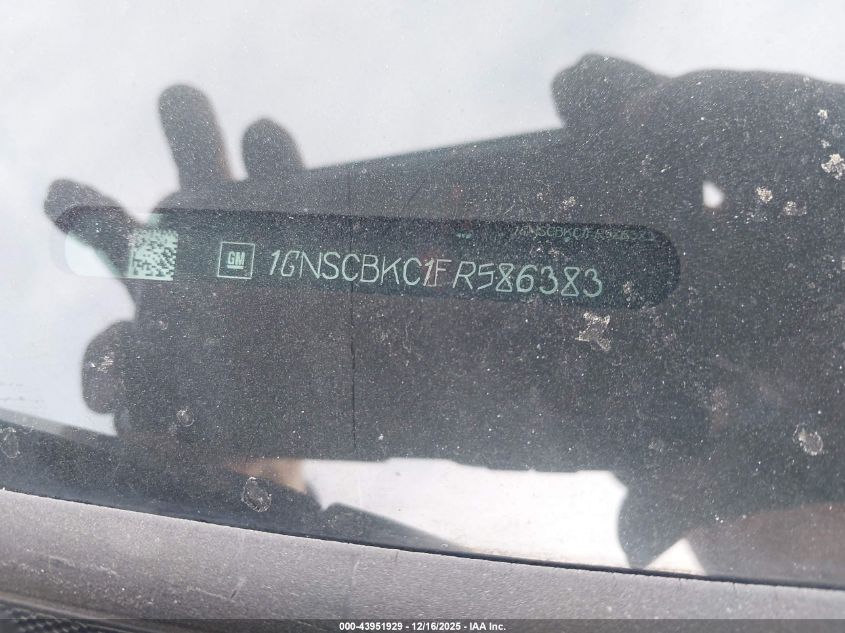 GM 1GNSCBKC1FR586383
000-43951929 - 12/16/2025 - IAA Inc.